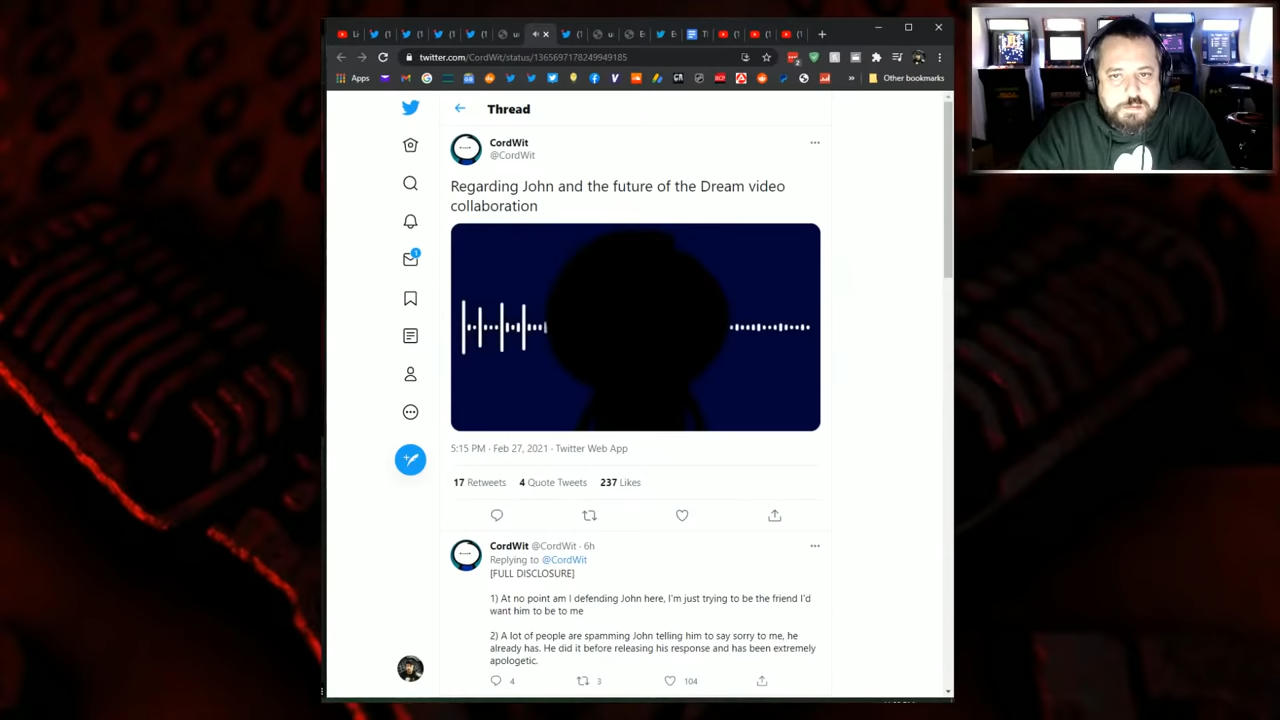 twitter.com/CordWit/status/1365697178249949185
Apps
Other bookmarks
Thread
CordWit
@CordWit
Regarding John and the future of the Dream video
collaboration
5:15 PM · Feb 27, 2021 · Twitter Web App
17 Retweets 4 Quote Tweets 237 Likes
CordWit @CordWit · 6h
Replying to @CordWit
[FULL DISCLOSURE]
1) At no point am I defending John here, I'm just trying to be the friend I'd
want him to be to me
2) A lot of people are spamming John telling him to say sorry to me, he
already has. He did it before releasing his response and has been extremely
apologetic.
4 3 104